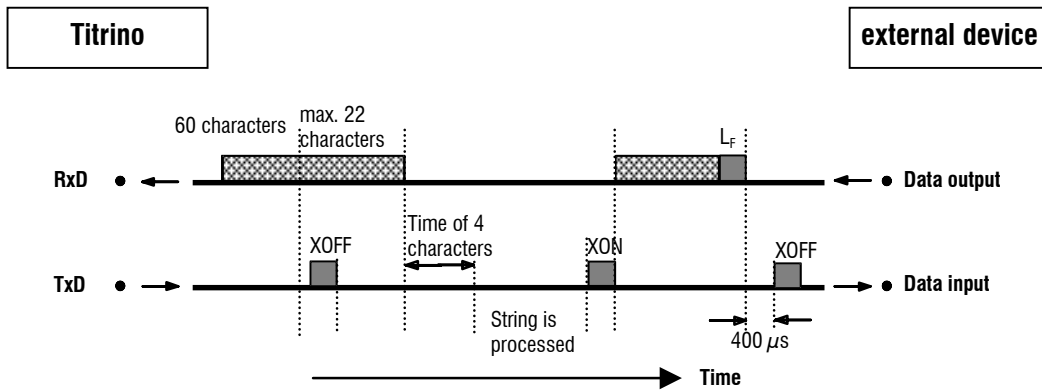 Titrino
external device
60 characters
max. 22
characters
L_F
RxD
Data output
Time of 4
characters
XOFF
XON
XOFF
TxD
Data input
String is
processed
400 µs
Time